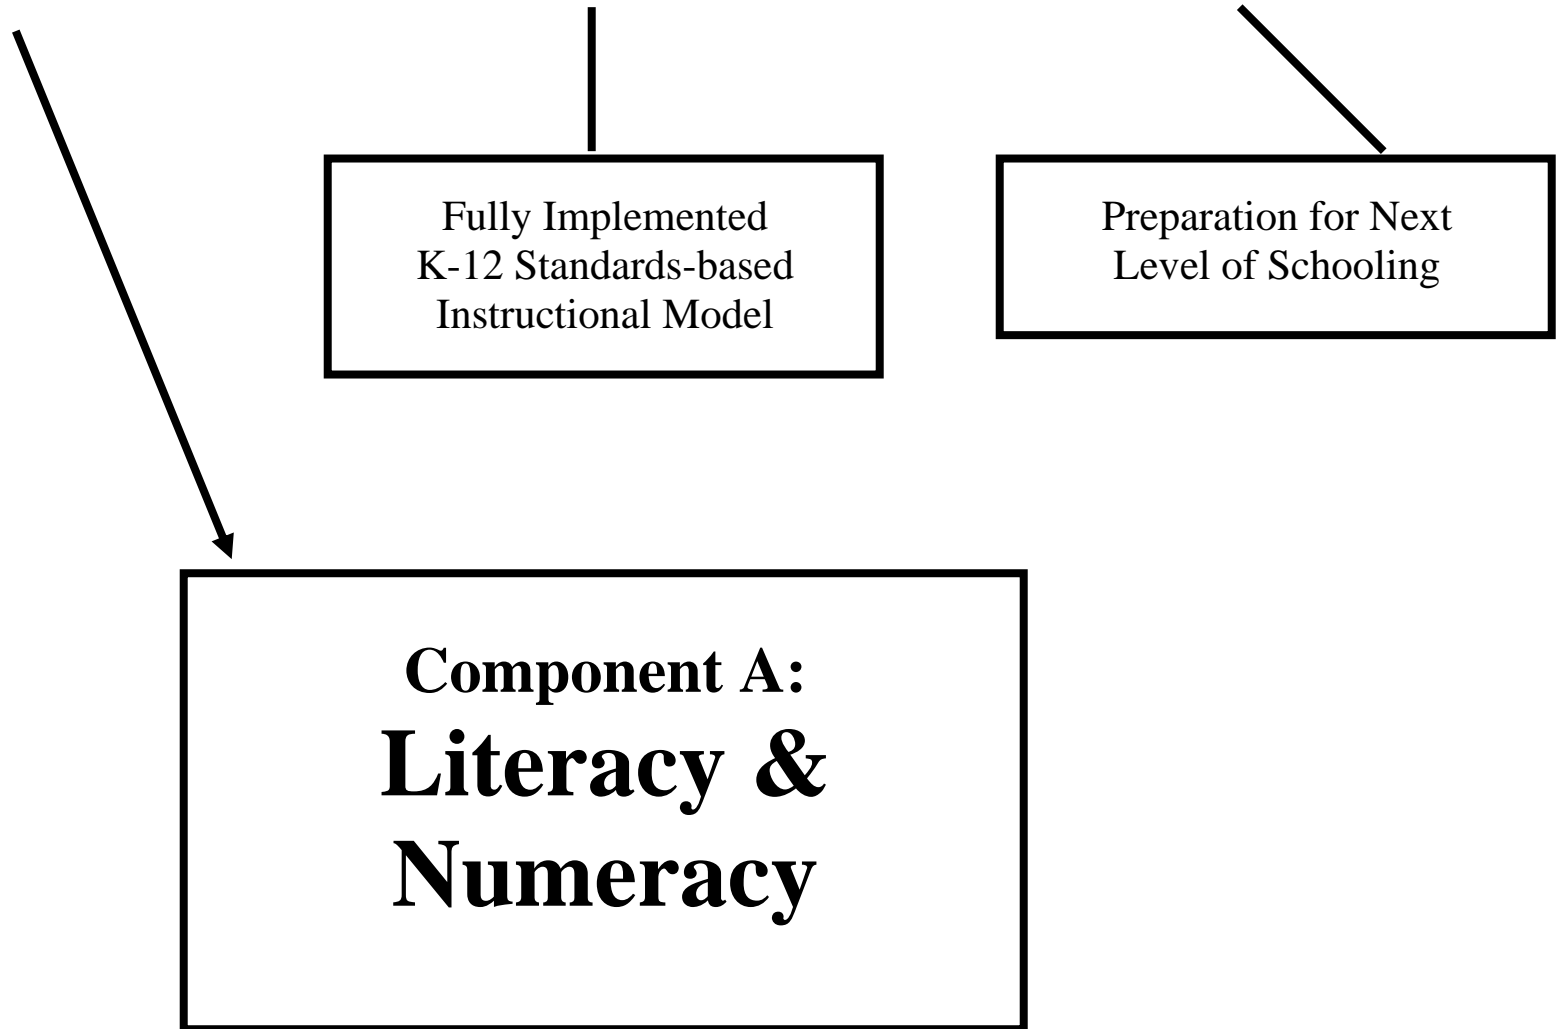 Fully Implemented
K-12 Standards-based
Instructional Model
Preparation for Next
Level of Schooling
Component A:
Literacy &
Numeracy